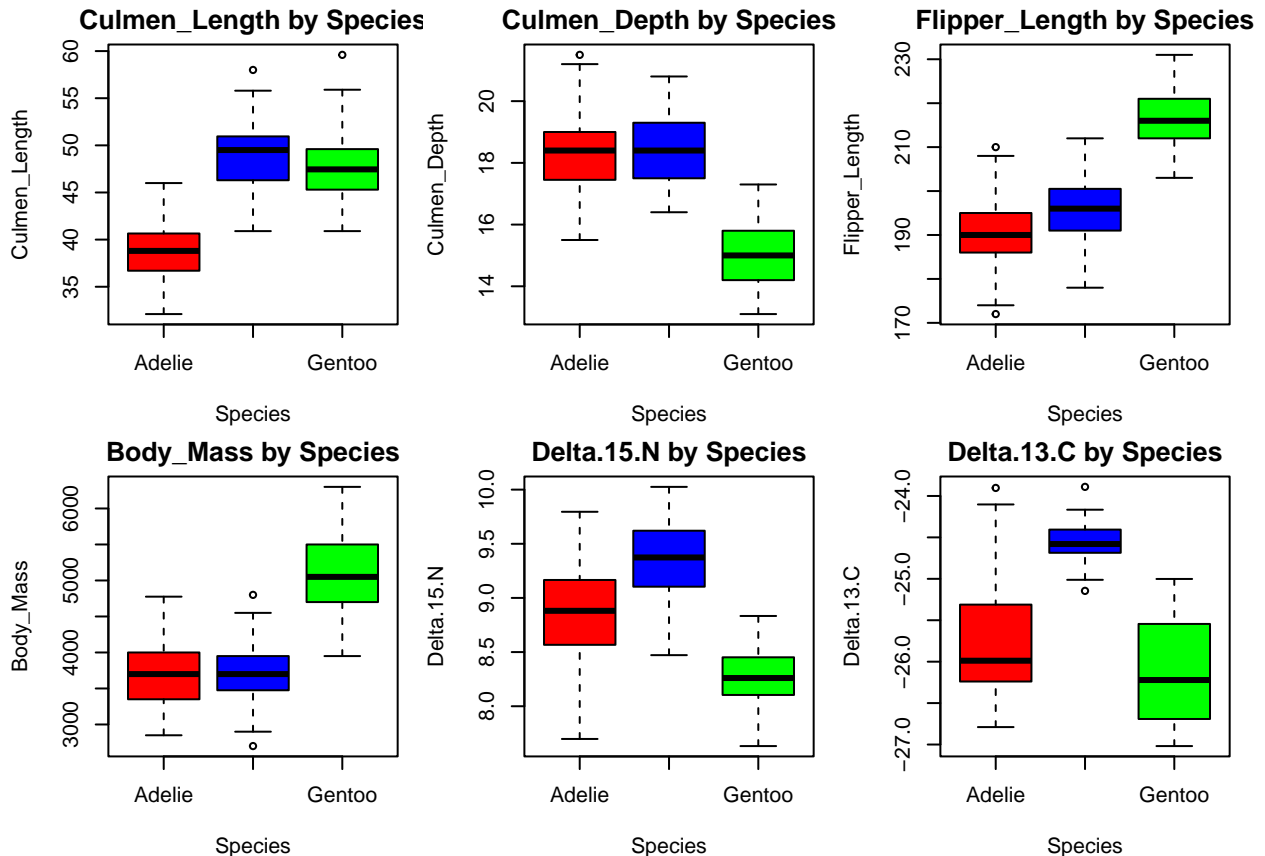 Culmen_Length by Species
Culmen_Length
60
55
50
45
40
35
Adelie
Gentoo
Species
Culmen_Depth by Species
Culmen_Depth
20
18
16
14
Adelie
Gentoo
Species
Flipper_Length by Species
Flipper_Length
230
210
190
170
Adelie
Gentoo
Species
Body_Mass by Species
Body_Mass
6000
5000
4000
3000
Adelie
Gentoo
Species
Delta.15.N by Species
Delta.15.N
10.0
9.5
9.0
8.5
8.0
Adelie
Gentoo
Species
Delta.13.C by Species
Delta.13.C
−24.0
−25.0
−26.0
−27.0
Adelie
Gentoo
Species